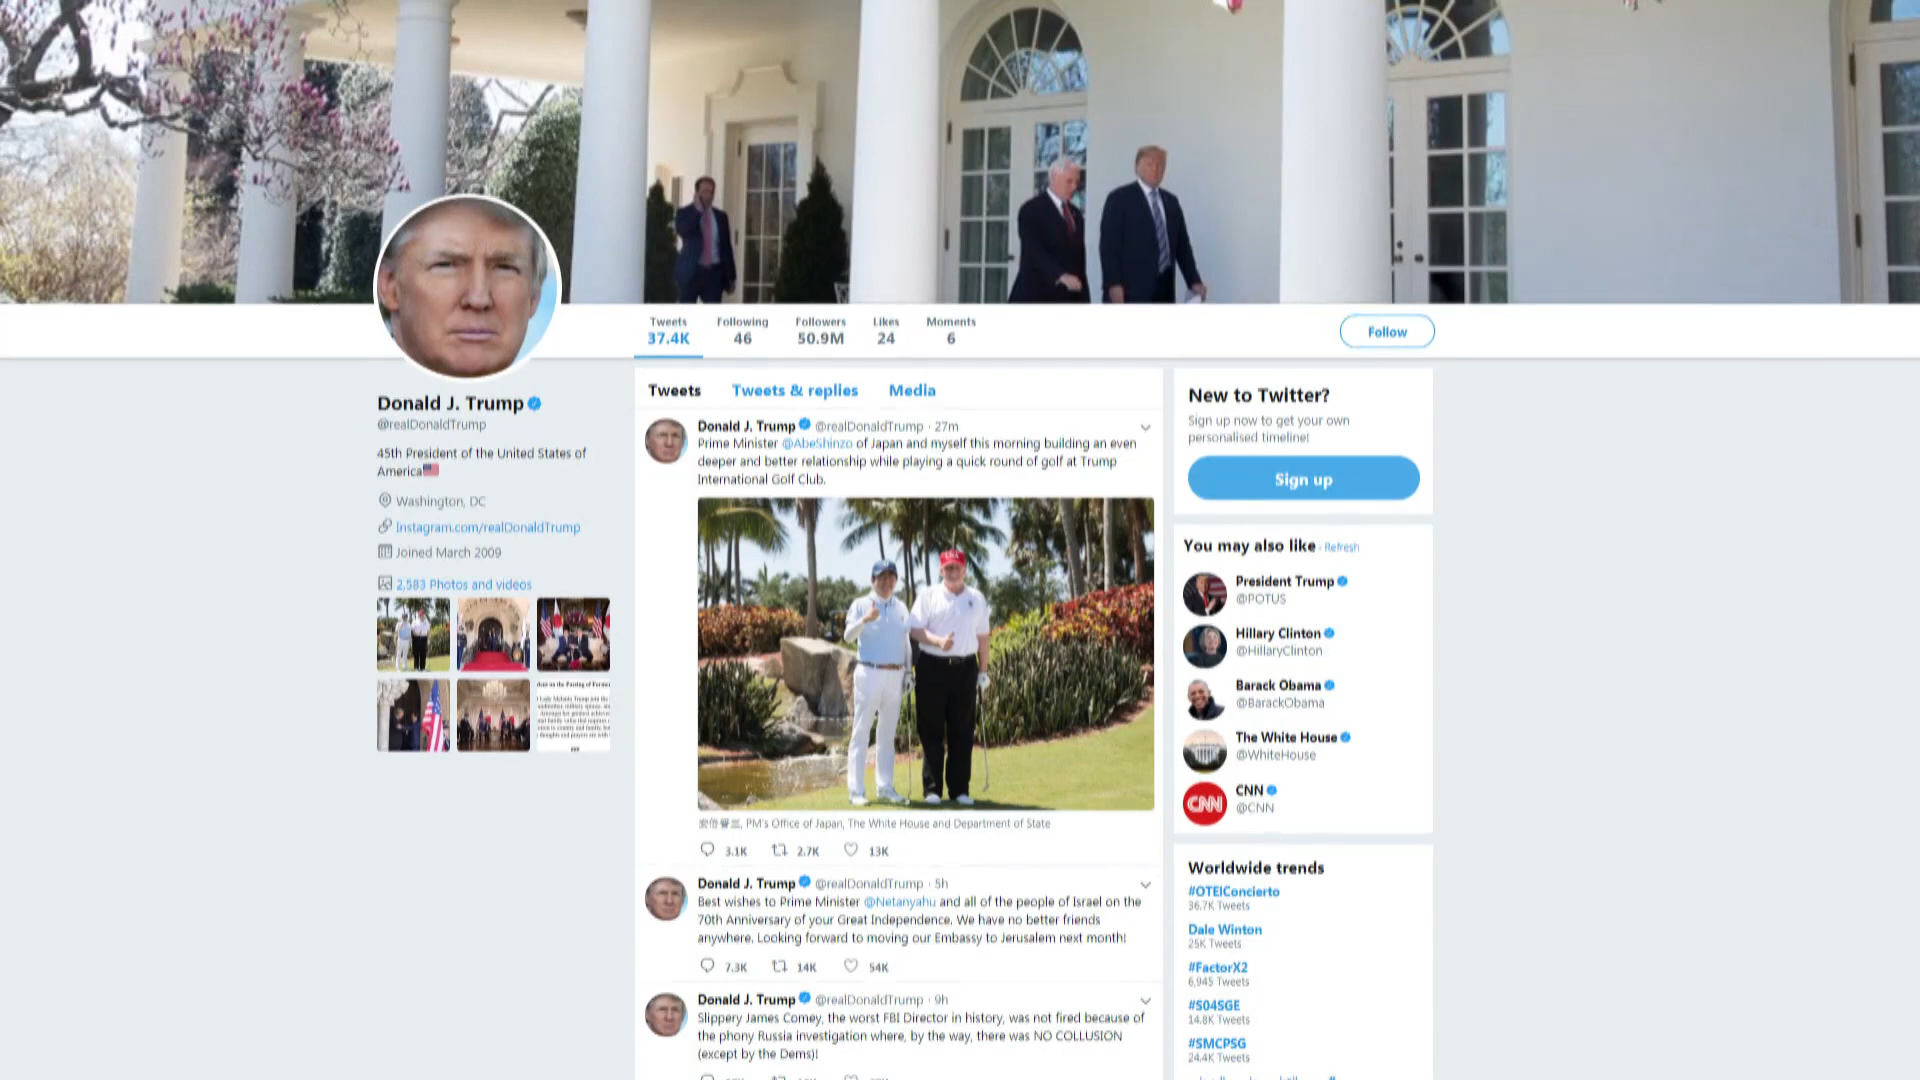 Tweets
37.4K
Following
46
Followers
50.9M
Likes
24
Moments
6
Follow
Donald J. Trump
@realDonaldTrump
45th President of the United States of
America
Washington, DC
Instagram.com/realDonaldTrump
Joined March 2009
2,583 Photos and videos
Tweets Tweets & replies Media
Donald J. Trump @realDonaldTrump · 27m
Prime Minister @AbeShinzo of Japan and myself this morning building an even
deeper and better relationship while playing a quick round of golf at Trump
International Golf Club.
安倍晋三, PM's Office of Japan, The White House and Department of State
3.1K 2.7K 13K
Donald J. Trump @realDonaldTrump · 5h
Best wishes to Prime Minister @Netanyahu and all of the people of Israel on the
70th Anniversary of your Great Independence. We have no better friends
anywhere. Looking forward to moving our Embassy to Jerusalem next month!
7.3K 14K 54K
Donald J. Trump @realDonaldTrump · 9h
Slippery James Comey, the worst FBI Director in history, was not fired because of
the phony Russia investigation where, by the way, there was NO COLLUSION
(except by the Dems)!
New to Twitter?
Sign up now to get your own
personalised timeline!
Sign up
You may also like · Refresh
President Trump
@POTUS
Hillary Clinton
@HillaryClinton
Barack Obama
@BarackObama
The White House
@WhiteHouse
CNN
CNN
@CNN
Worldwide trends
#OTElConcierto
36.7K Tweets
Dale Winton
25K Tweets
#FactorX2
6,945 Tweets
#S04SGE
14.8K Tweets
#SMCPSG
24.4K Tweets